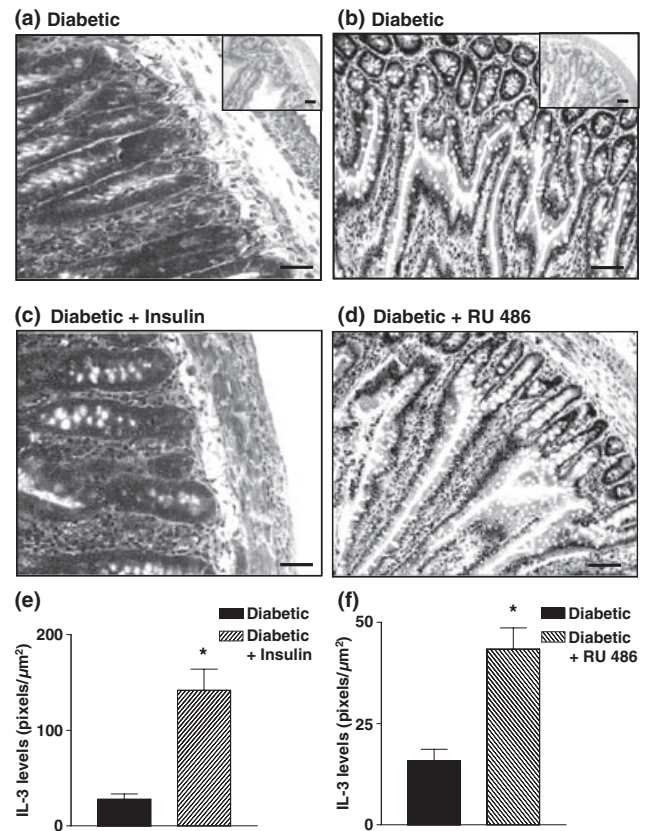 (a) Diabetic
(b) Diabetic
(c) Diabetic + Insulin
(d) Diabetic + RU 486
(e)
Diabetic
Diabetic
+ Insulin
IL-3 levels (pixels/µm²)
200
100
0
*
(f)
Diabetic
Diabetic
+ RU 486
IL-3 levels (pixels/µm²)
50
25
0
*